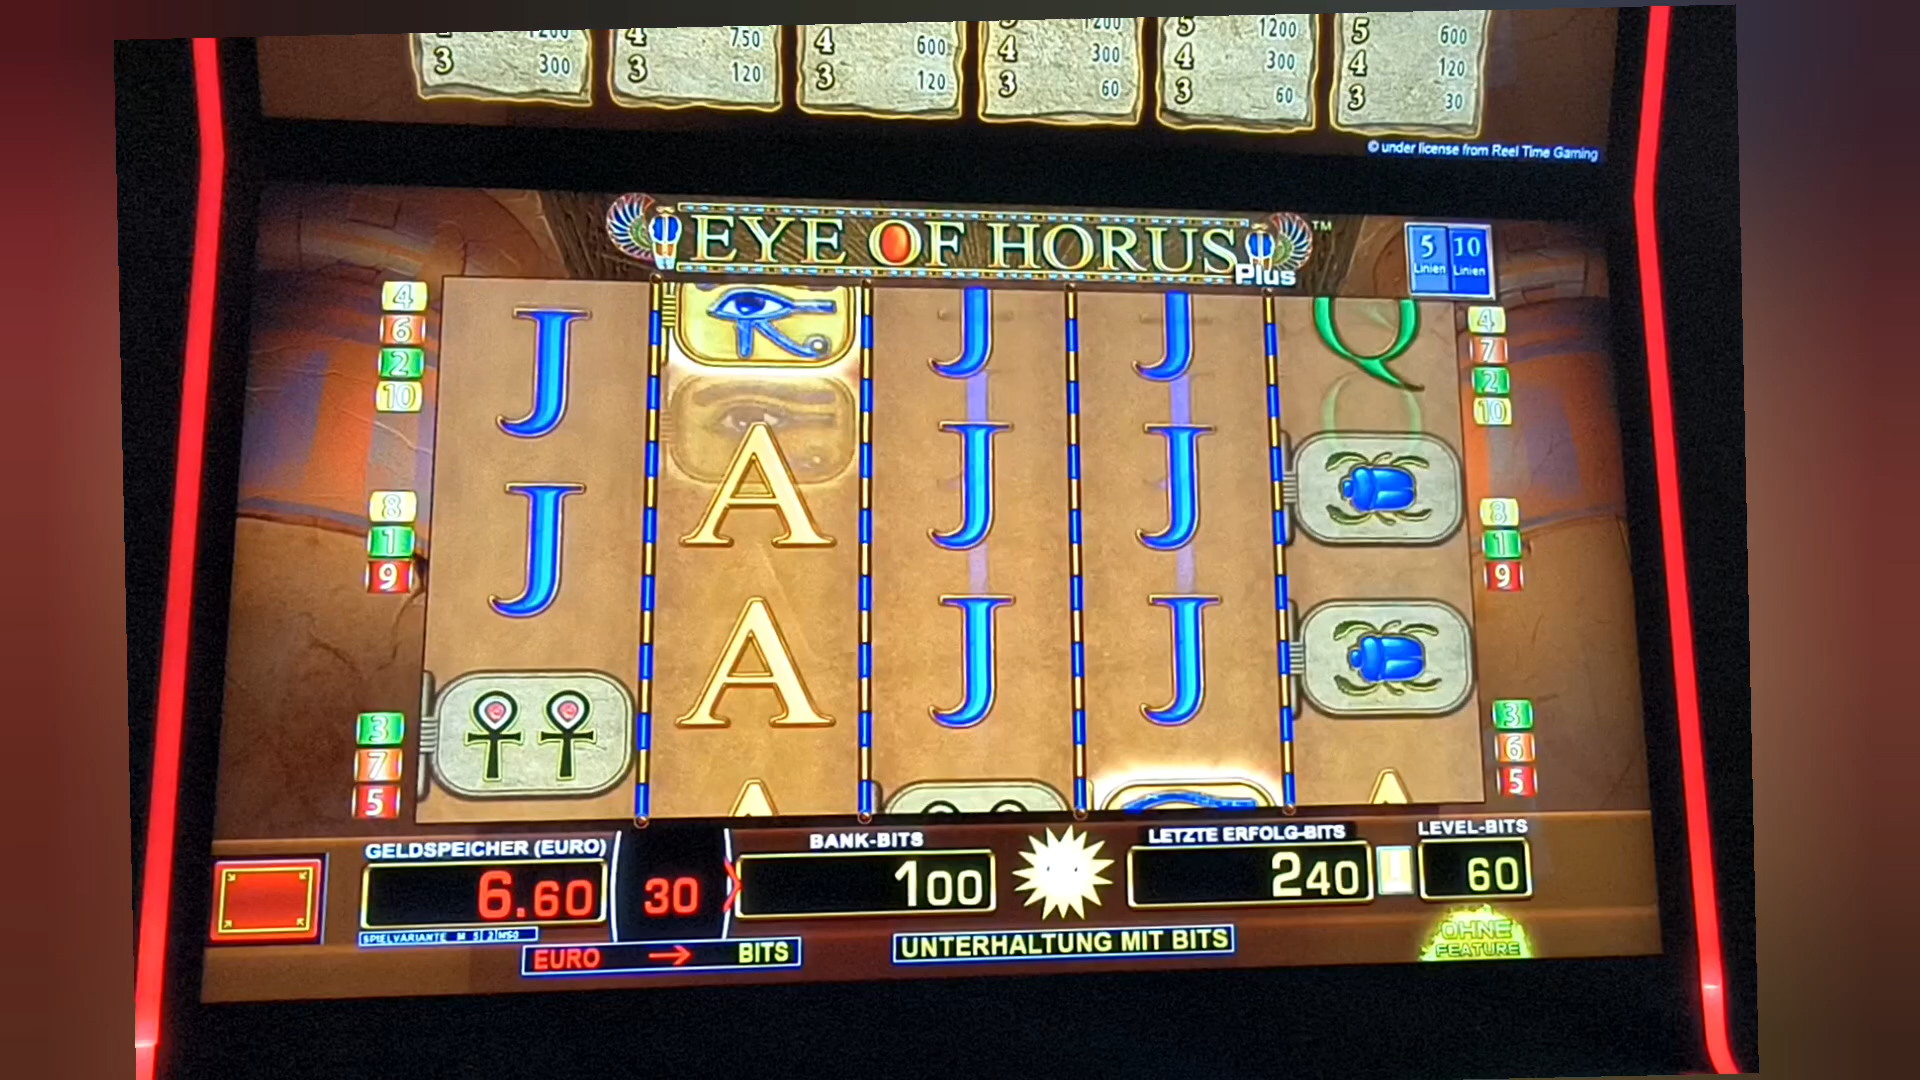 1200 4 750 4 600 1200 5 1200 5 600
3 300 3 120 3 120 4 300 4 300 4 120
3 60 3 60 3 30
© under license from Reel Time Gaming
EYE OF HORUS™
Plus
5 10
Linien Linien
4 J J J Q 4
6 7
2 2
10 10
8 J A J J 8
1 1
9 9
3 A J J 3
7 6
5 A A 5
GELDSPEICHER (EURO) BANK-BITS LETZTE ERFOLG-BITS LEVEL-BITS
6.60 30 100 240 60
SPIELVARIANTE
EURO → BITS UNTERHALTUNG MIT BITS OHNE
FEATURE